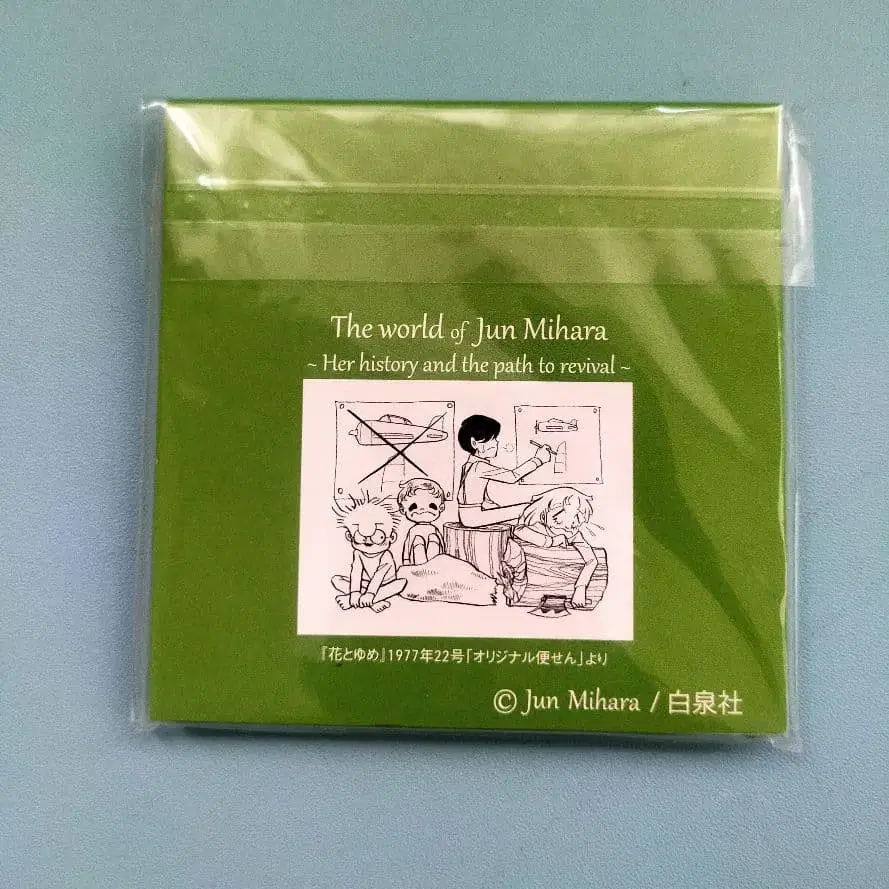 The world of Jun Mihara
~ Her history and the path to revival ~
『花とゆめ』1977年22号「オリジナル便せん」より
© Jun Mihara / 白泉社